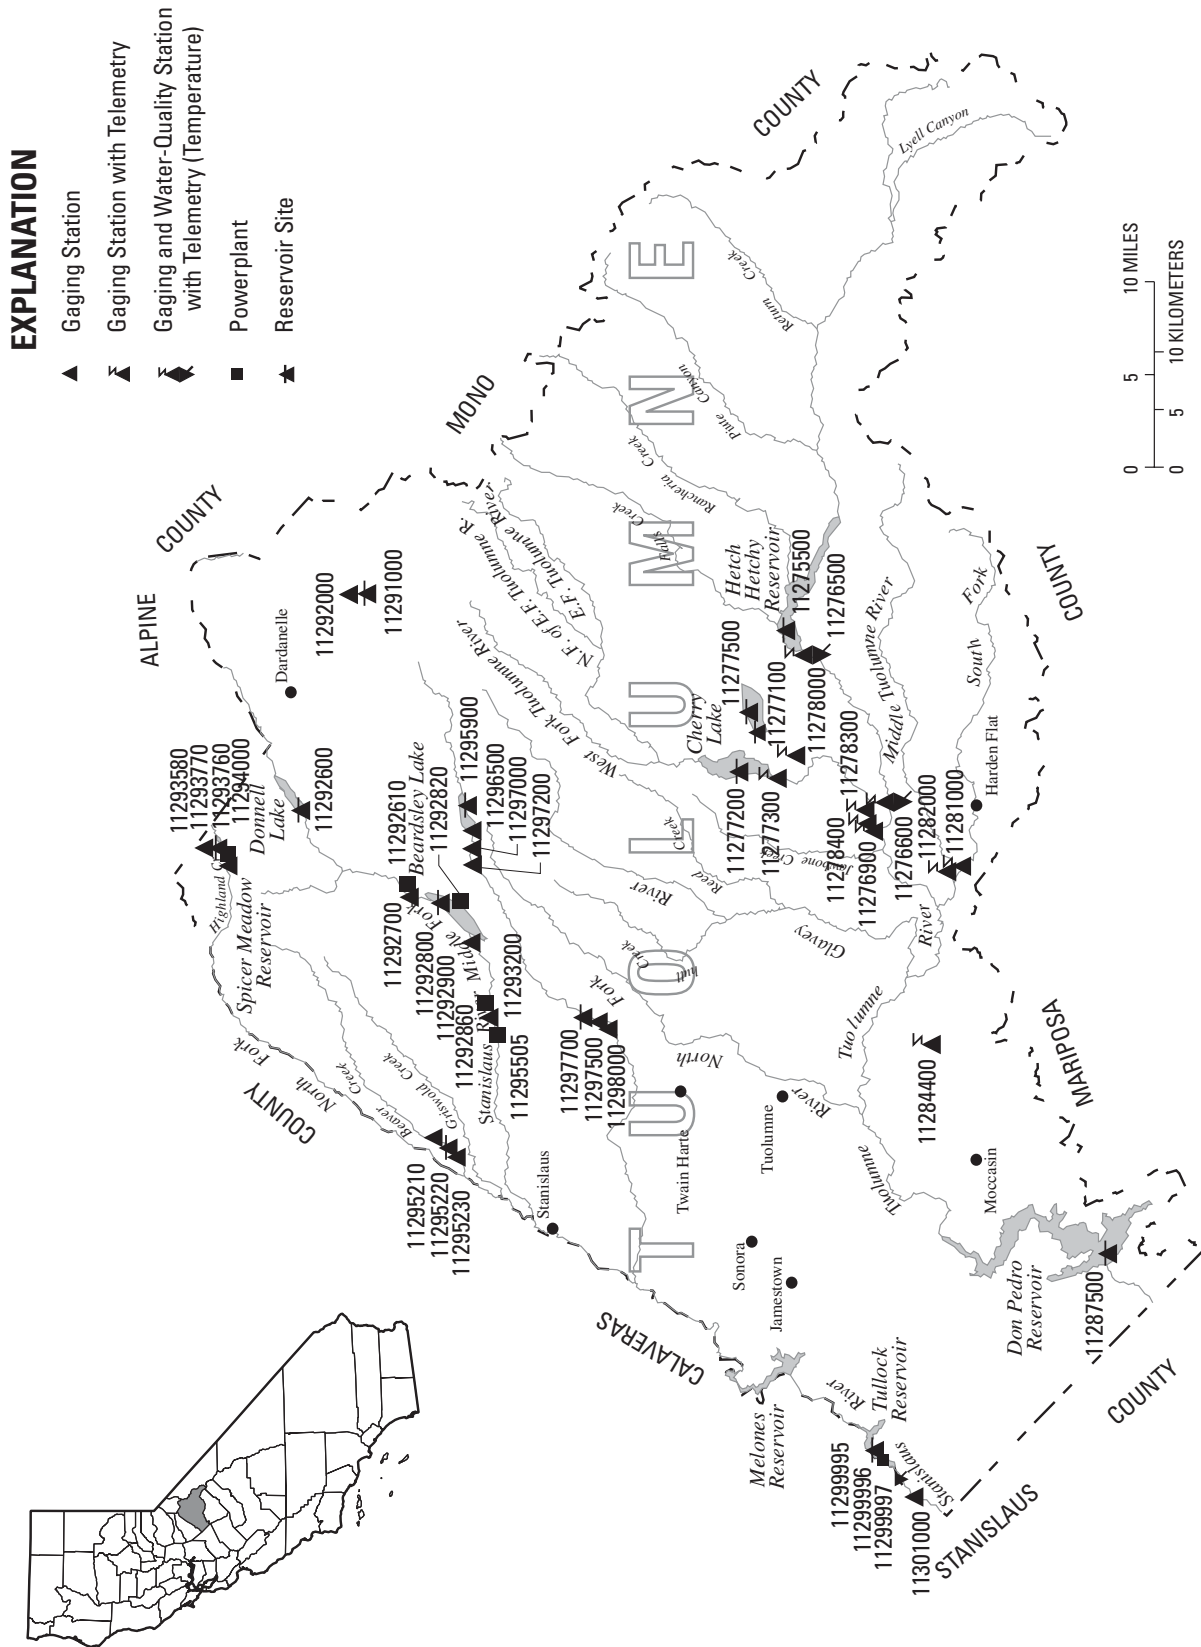 EXPLANATION
Gaging Station
Gaging Station with Telemetry
Gaging and Water-Quality Station
with Telemetry (Temperature)
Powerplant
Reservoir Site
ALPINE
COUNTY
MONO
COUNTY
Dardanelle
11292000
11291000
11293580
11293770
11293760
11294000
Donnell
Lake
11292600
Highland C
Spicer Meadow
Reservoir
11292610
Beardsley Lake
11292820
11295900
11296500
11297000
11297200
11292700
11292800
11292900
11292860
11293200
11295505
Middle Fork
Stanislaus River
North Fork
Beaver Creek
Griswold Creek
11295210
11295220
11295230
Stanislaus
COUNTY
CALAVERAS
11297700
11297500
11298000
N.F. of E.F. Tuolumne R.
E.F. Tuolumne River
West Fork Tuolumne River
Falls Creek
Rancheria Creek
Piute Canyon
Return Creek
Lyell Canyon
TUOLUMNE
Hetch
Hetchy
Reservoir
11275500
11276500
Cherry
Lake
11277500
11277100
11278000
11277200
11277300
11278300
11278400
11276900
11276600
11282000
11281000
Middle Tuolumne River
South Fork
Harden Flat
Reed Creek
Jawbone Creek
Glavey River
Hull Creek
North Fork
Tuolumne River
Tuolumne River
11284400
Twain Harte
Tuolumne
Sonora
Jamestown
Moccasin
Melones
Reservoir
Tullock
Reservoir
Stanislaus River
11299995
11299996
11299997
11301000
Don Pedro
Reservoir
11287500
STANISLAUS
COUNTY
MARIPOSA
COUNTY
0 5 10 MILES
0 5 10 KILOMETERS